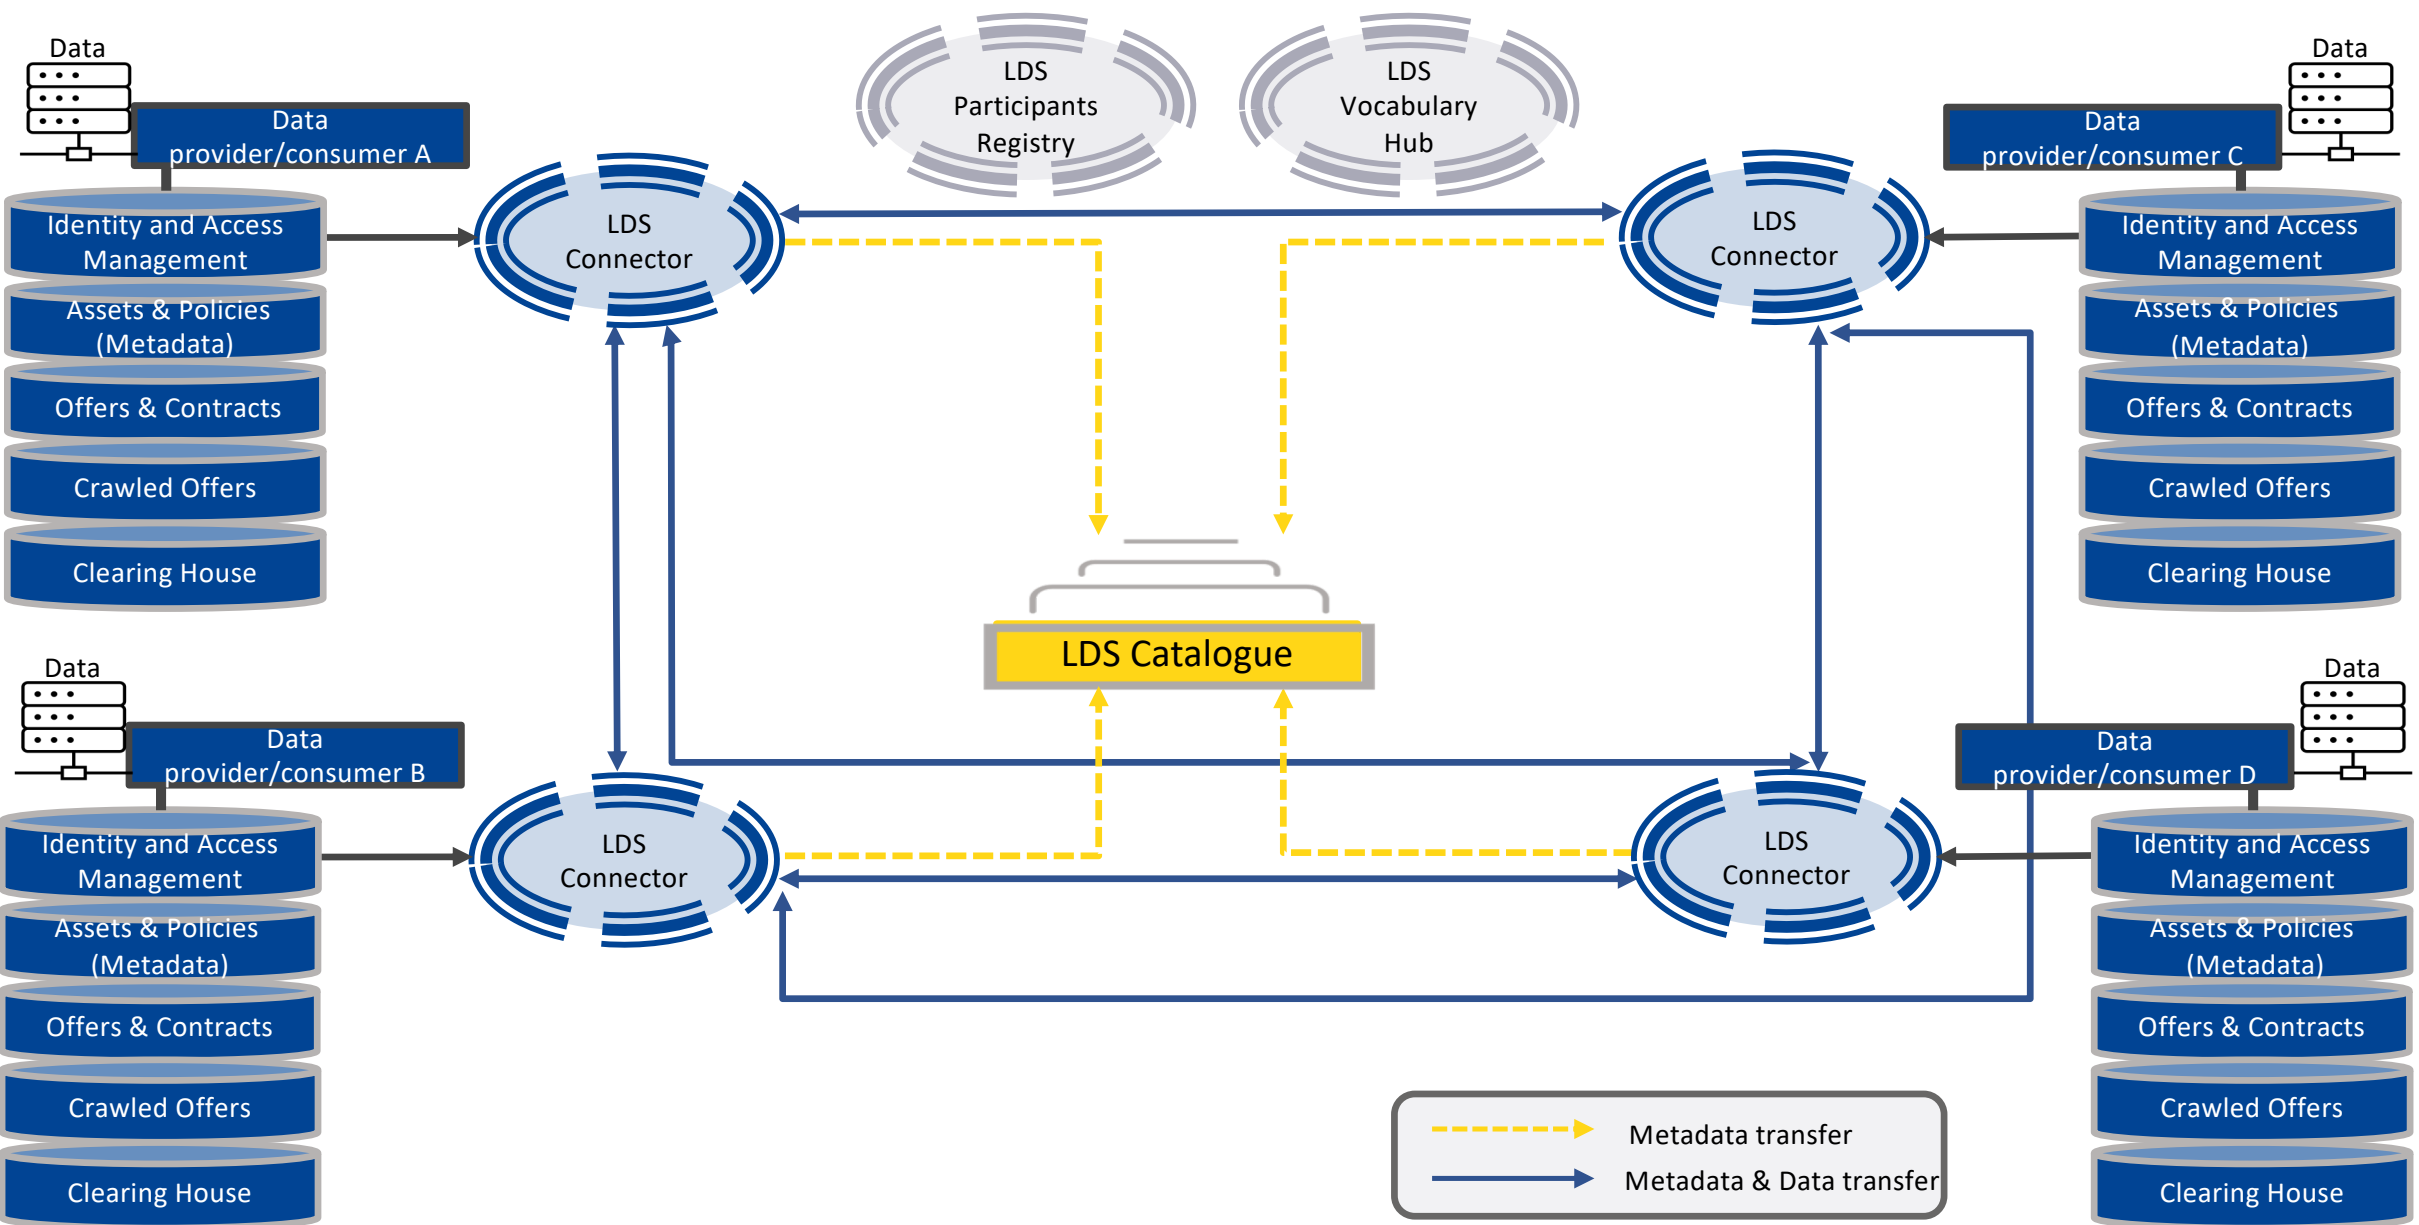 Data
Data
provider/consumer A
Identity and Access
Management
Assets & Policies
(Metadata)
Offers & Contracts
Crawled Offers
Clearing House
LDS
Connector
LDS
Participants
Registry
LDS
Vocabulary
Hub
LDS
Connector
Data
Data
provider/consumer C
Identity and Access
Management
Assets & Policies
(Metadata)
Offers & Contracts
Crawled Offers
Clearing House
LDS Catalogue
Data
Data
provider/consumer B
Identity and Access
Management
Assets & Policies
(Metadata)
Offers & Contracts
Crawled Offers
Clearing House
LDS
Connector
LDS
Connector
Data
Data
provider/consumer D
Identity and Access
Management
Assets & Policies
(Metadata)
Offers & Contracts
Crawled Offers
Clearing House
Metadata transfer
Metadata & Data transfer